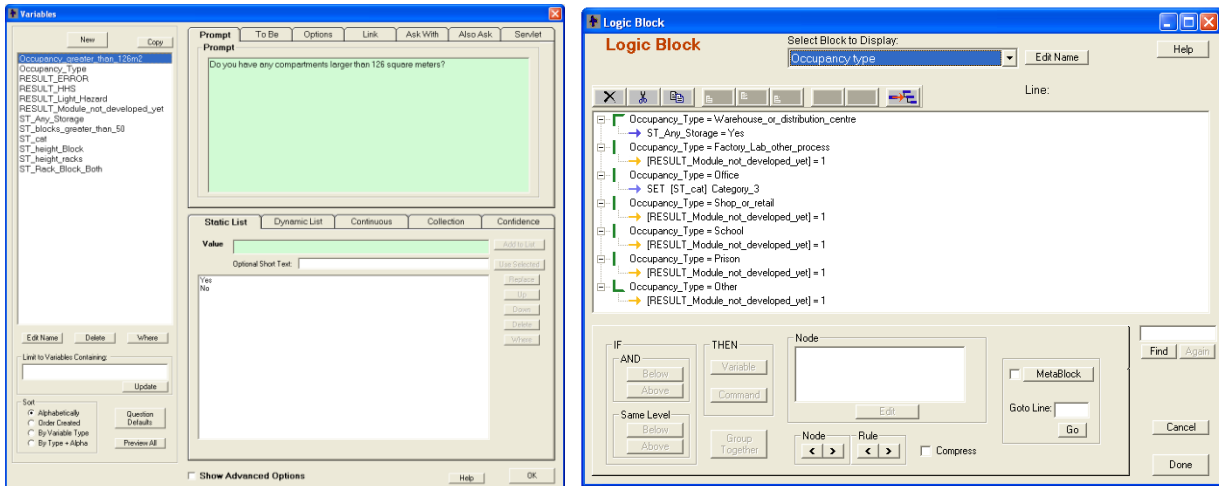 Variables
New
Copy
Occupancy_greater_than_126m2
Occupancy_Type
RESULT_ERROR
RESULT_HHS
RESULT_Light_Hazard
RESULT_Module_not_developed_yet
ST_Any_Storage
ST_blocks_greater_than_50
ST_cat
ST_height_Block
ST_height_racks
ST_Rack_Block_Both
Edit Name
Delete
Where
Limit to Variables Containing:
Update
Sort
Alphabetically
Order Created
By Variable Type
By Type + Alpha
Question Defaults
Preview All
Prompt To Be Options Link Ask With Also Ask Servlet
Prompt
Do you have any compartments larger than 126 square meters?
Static List Dynamic List Continuous Collection Confidence
Value
Add to List
Optional Short Text:
Use Selected
Yes
No
Replace
Up
Down
Delete
Where
Show Advanced Options
Help
OK
Logic Block
Logic Block
Select Block to Display:
Occupancy type
Edit Name
Help
Line:
Occupancy_Type = Warehouse_or_distribution_centre
ST_Any_Storage = Yes
Occupancy_Type = Factory_Lab_other_process
[RESULT_Module_not_developed_yet] = 1
Occupancy_Type = Office
SET [ST_cat] Category_3
Occupancy_Type = Shop_or_retail
[RESULT_Module_not_developed_yet] = 1
Occupancy_Type = School
[RESULT_Module_not_developed_yet] = 1
Occupancy_Type = Prison
[RESULT_Module_not_developed_yet] = 1
Occupancy_Type = Other
[RESULT_Module_not_developed_yet] = 1
IF
AND
Below
Above
Same Level
Below
Above
THEN
Variable
Command
Group Together
Node
Edit
Node
< >
Rule
< >
Compress
MetaBlock
Goto Line:
Go
Find
Again
Cancel
Done